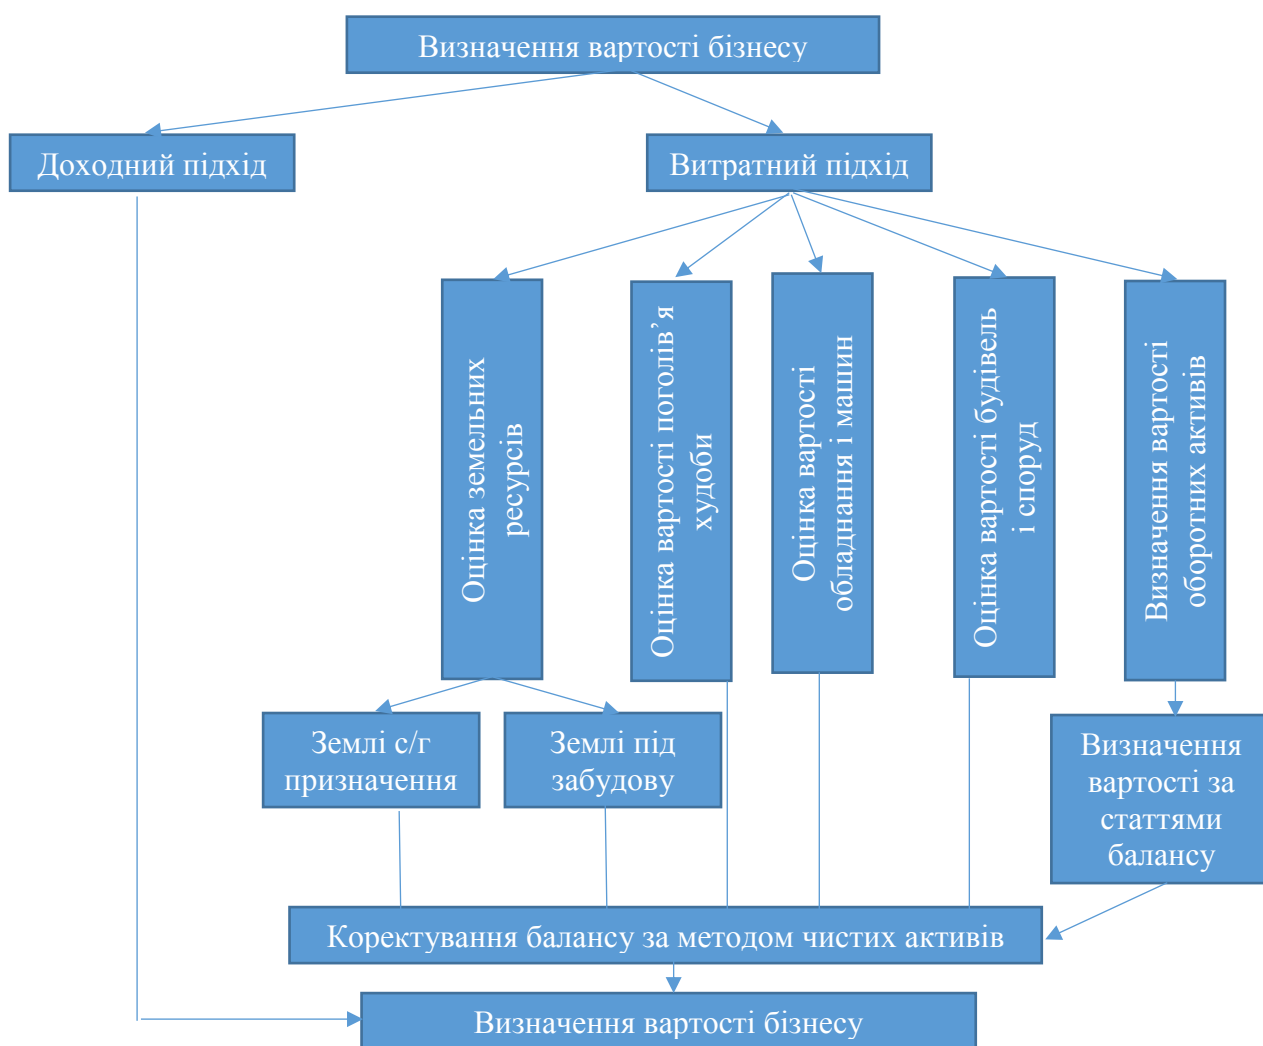 Визначення вартості бізнесу
Доходний підхід
Витратний підхід
Оцінка земельних
ресурсів
Оцінка вартості поголів’я
худоби
Оцінка вартості
обладнання і машин
Оцінка вартості будівель
і споруд
Визначення вартості
оборотних активів
Землі с/г
призначення
Землі під
забудову
Визначення
вартості за
статтями
балансу
Коректування балансу за методом чистих активів
Визначення вартості бізнесу